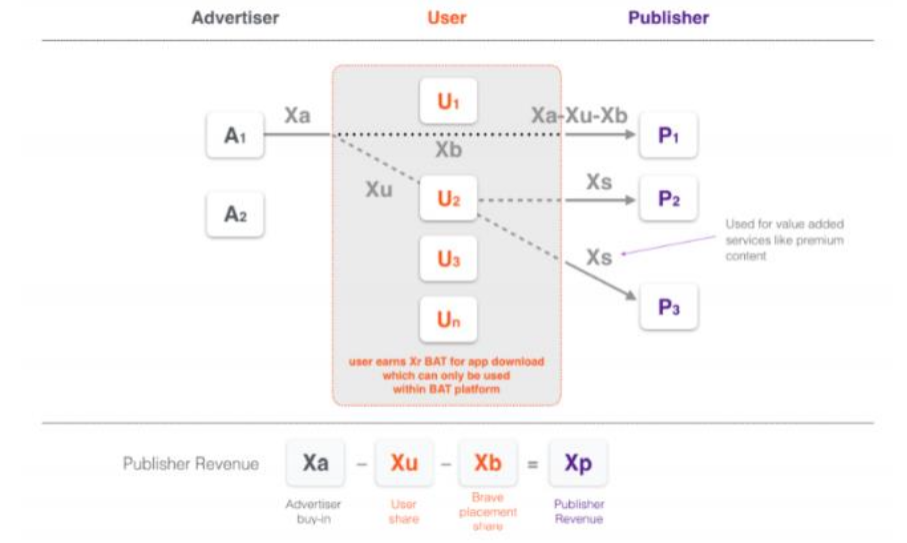 Advertiser User Publisher
U1
Xa Xa-Xu-Xb
A1 P1
Xb
Xu Xs
U2 P2
A2
Used for value added
services like premium
content
Xs
U3
P3
Un
user earns Xr BAT for app download
which can only be used
within BAT platform
Publisher Revenue Xa – Xu – Xb = Xp
Advertiser
buy-in
User
share
Brave
placement
share
Publisher
Revenue